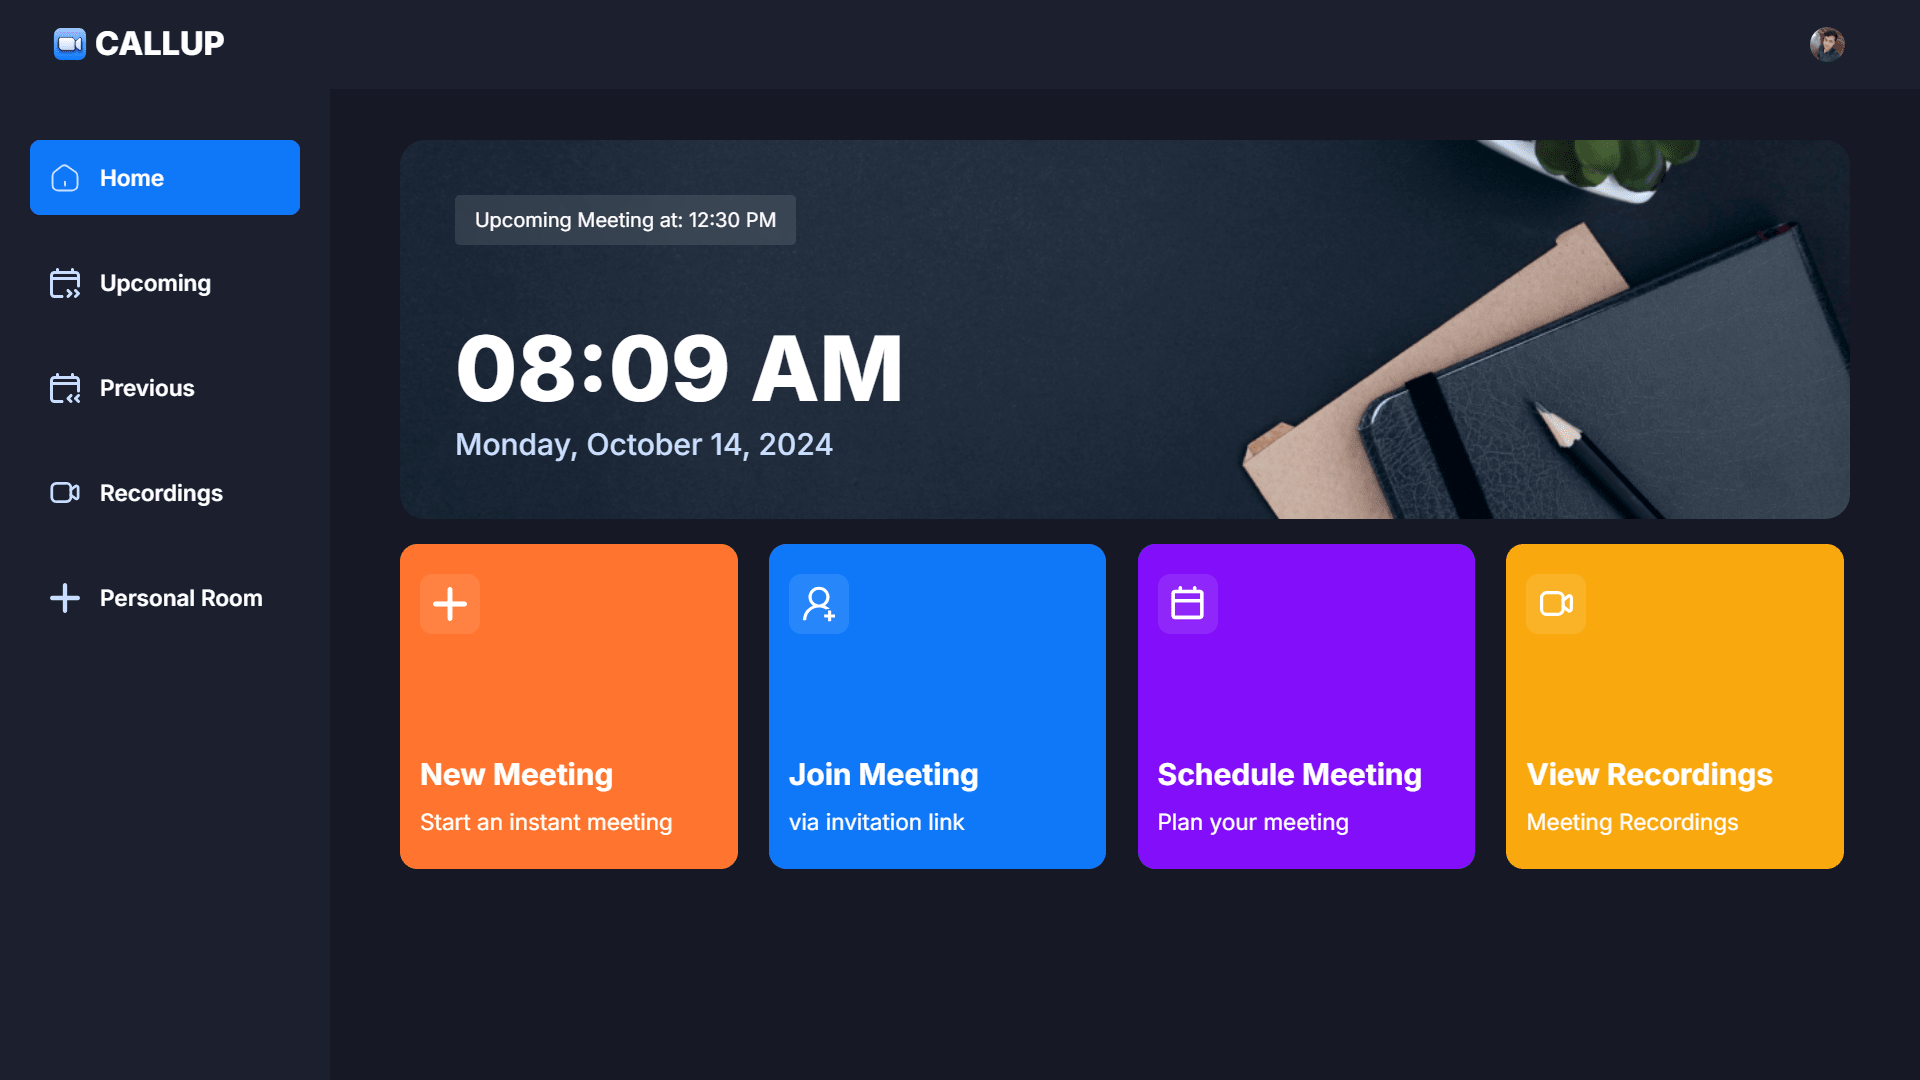 CALLUP
Home
Upcoming
Previous
Recordings
Personal Room
Upcoming Meeting at: 12:30 PM
08:09 AM
Monday, October 14, 2024
New Meeting
Start an instant meeting
Join Meeting
via invitation link
Schedule Meeting
Plan your meeting
View Recordings
Meeting Recordings